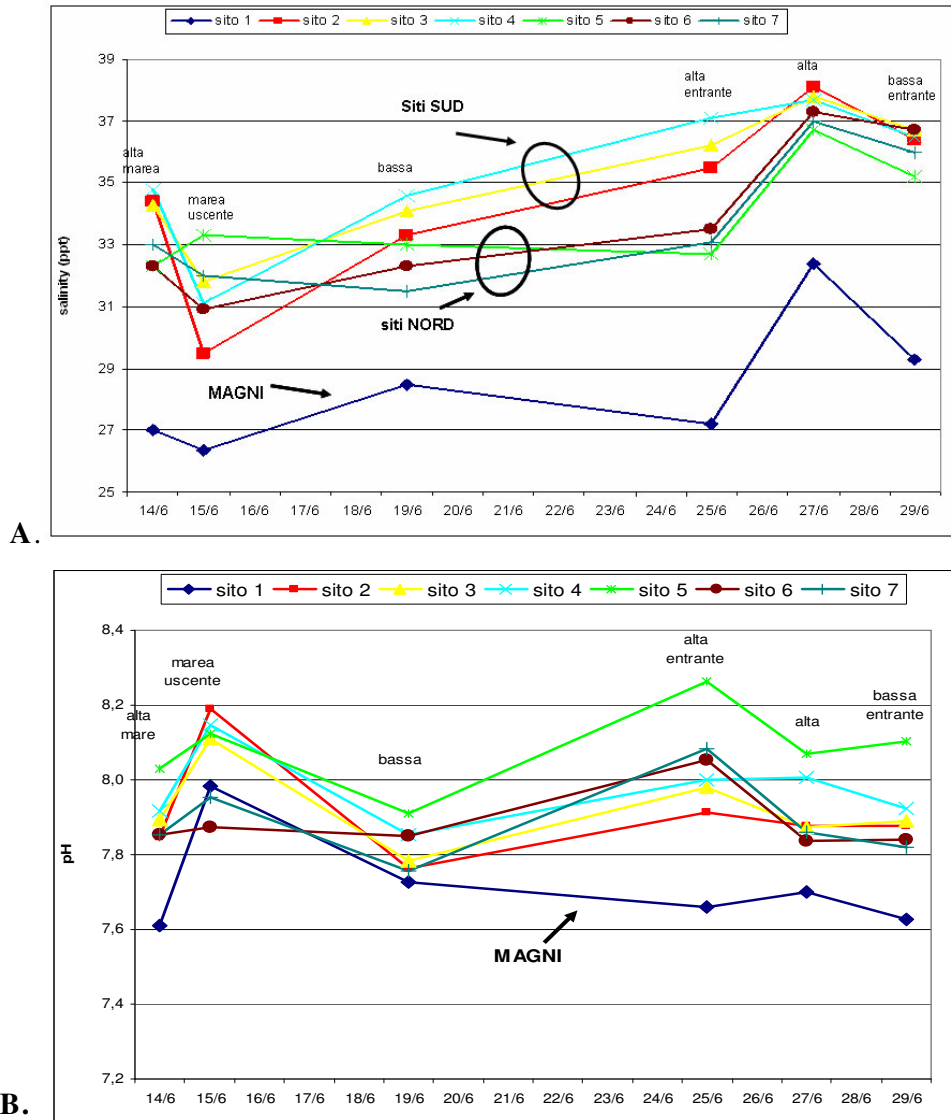 sito 1 sito 2 sito 3 sito 4 sito 5 sito 6 sito 7
39
37
35
33
31
29
27
25
salinity (ppt)
alta
marea
marea
uscente
bassa
Siti SUD
siti NORD
MAGNI
alta
entrante
alta
bassa
entrante
14/6 15/6 16/6 17/6 18/6 19/6 20/6 21/6 22/6 23/6 24/6 25/6 26/6 27/6 28/6 29/6
A.
sito 1 sito 2 sito 3 sito 4 sito 5 sito 6 sito 7
8,4
8,2
8,0
7,8
7,6
7,4
7,2
pH
alta
mare
marea
uscente
bassa
alta
entrante
alta
bassa
entrante
MAGNI
14/6 15/6 16/6 17/6 18/6 19/6 20/6 21/6 22/6 23/6 24/6 25/6 26/6 27/6 28/6 29/6
B.